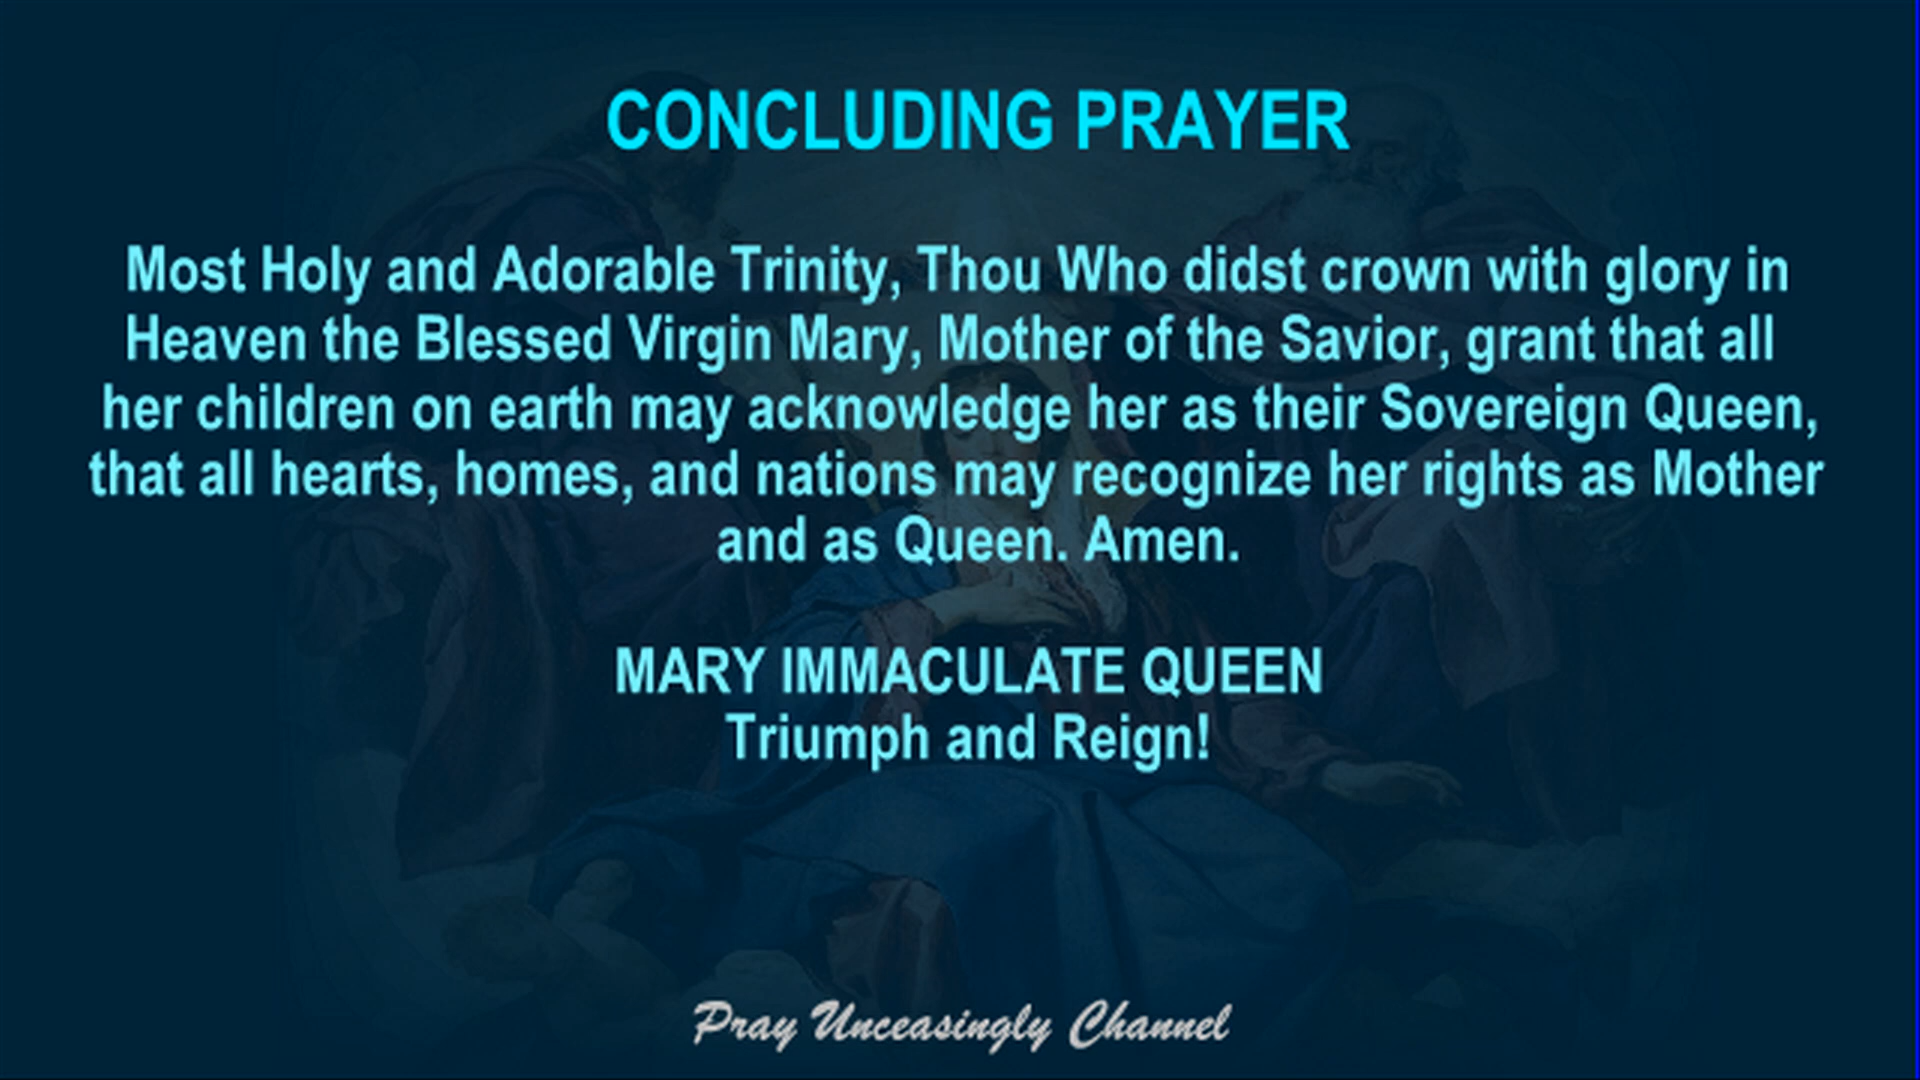 CONCLUDING PRAYER
Most Holy and Adorable Trinity, Thou Who didst crown with glory in
Heaven the Blessed Virgin Mary, Mother of the Savior, grant that all
her children on earth may acknowledge her as their Sovereign Queen,
that all hearts, homes, and nations may recognize her rights as Mother
and as Queen. Amen.
MARY IMMACULATE QUEEN
Triumph and Reign!
Pray Unceasingly Channel